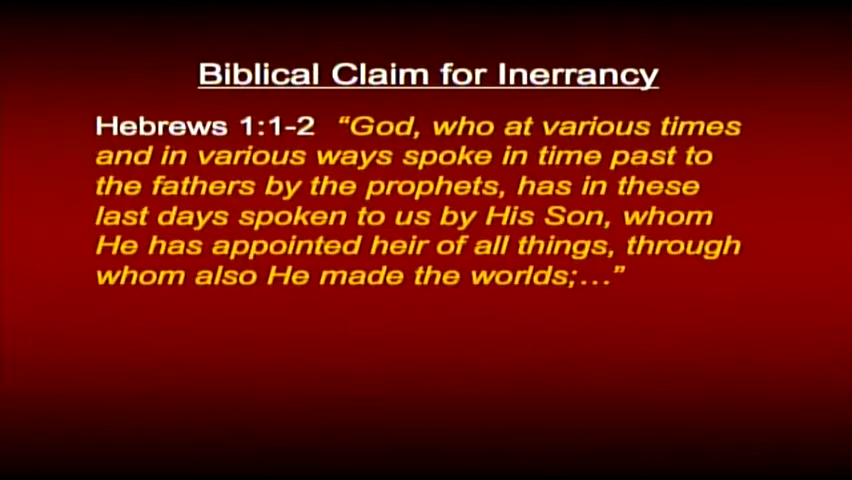 Biblical Claim for Inerrancy
Hebrews 1:1-2 “God, who at various times
and in various ways spoke in time past to
the fathers by the prophets, has in these
last days spoken to us by His Son, whom
He has appointed heir of all things, through
whom also He made the worlds;…”